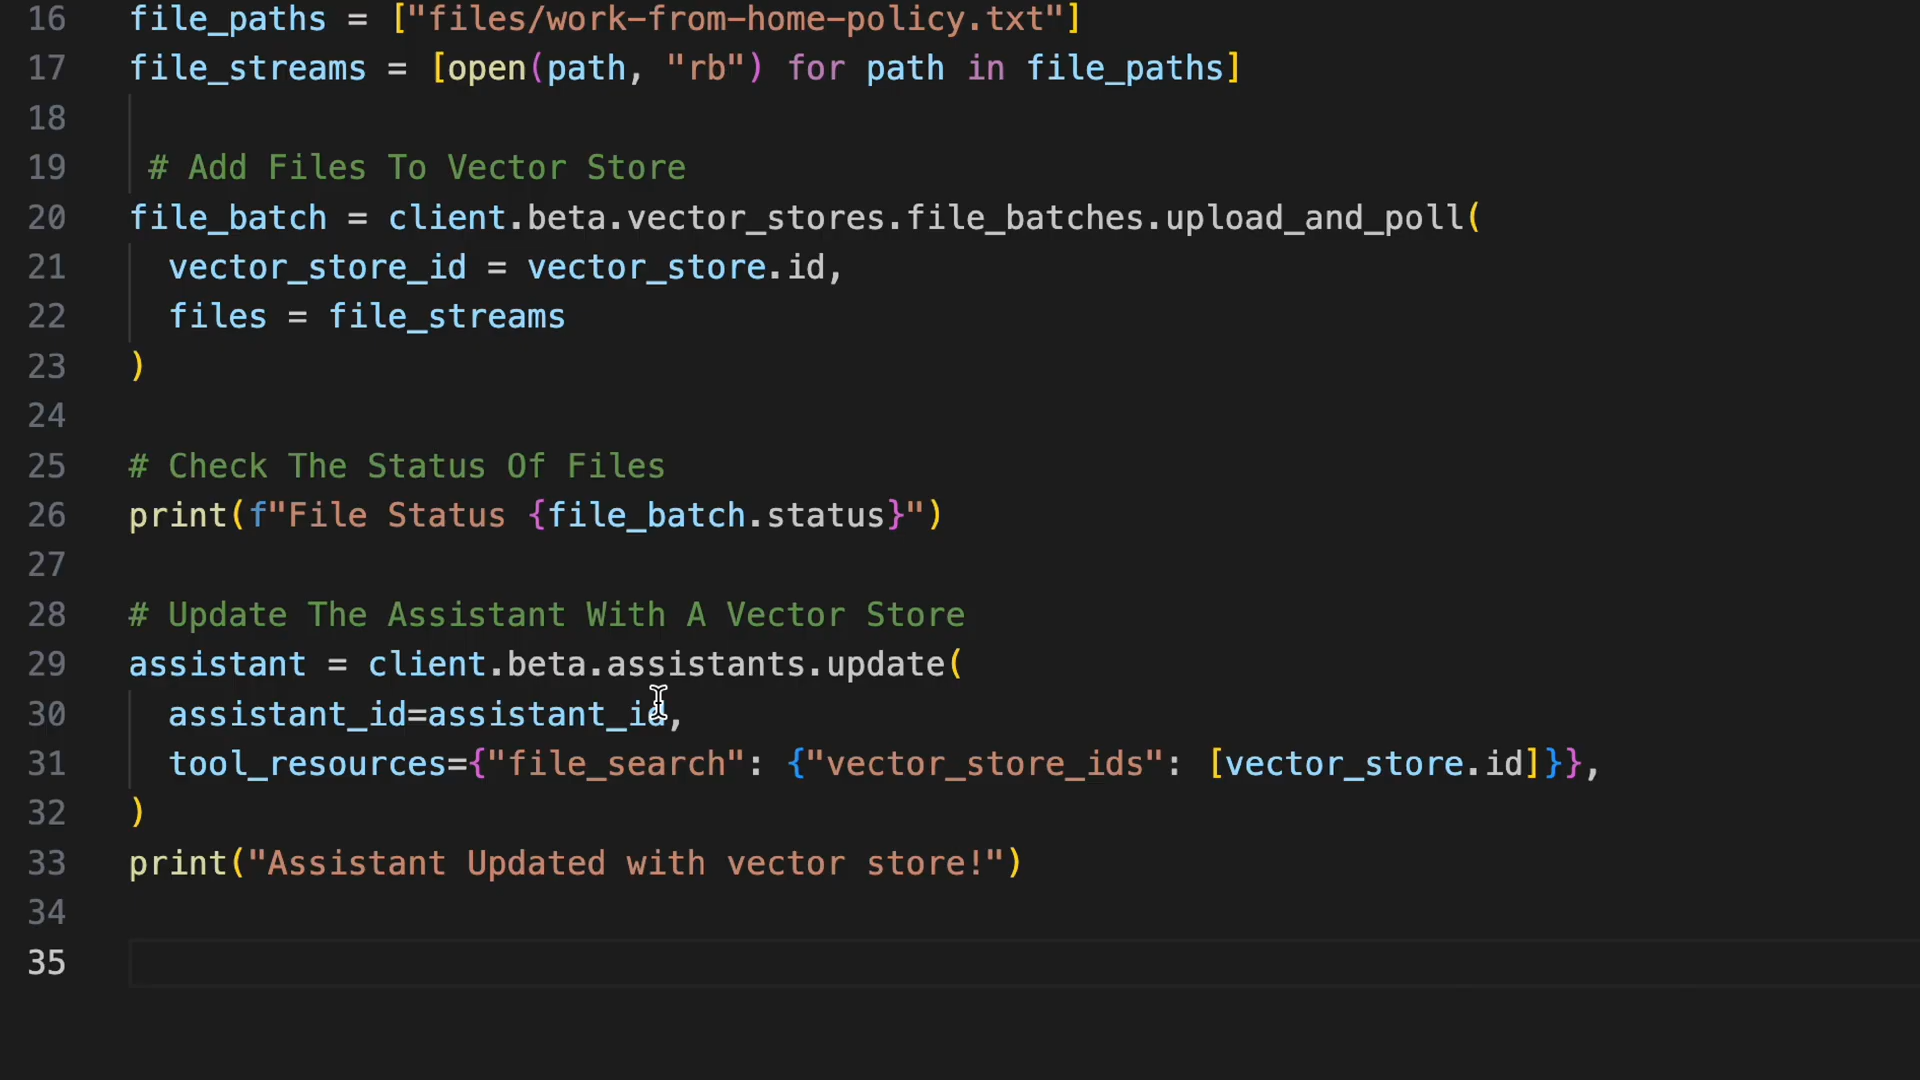 16 file_paths = ["files/work-from-home-policy.txt"]
17 file_streams = [open(path, "rb") for path in file_paths]
18
19 # Add Files To Vector Store
20 file_batch = client.beta.vector_stores.file_batches.upload_and_poll(
21 vector_store_id = vector_store.id,
22 files = file_streams
23 )
24
25 # Check The Status Of Files
26 print(f"File Status {file_batch.status}")
27
28 # Update The Assistant With A Vector Store
29 assistant = client.beta.assistants.update(
30 assistant_id=assistant_id,
31 tool_resources={"file_search": {"vector_store_ids": [vector_store.id]}},
32 )
33 print("Assistant Updated with vector store!")
34
35